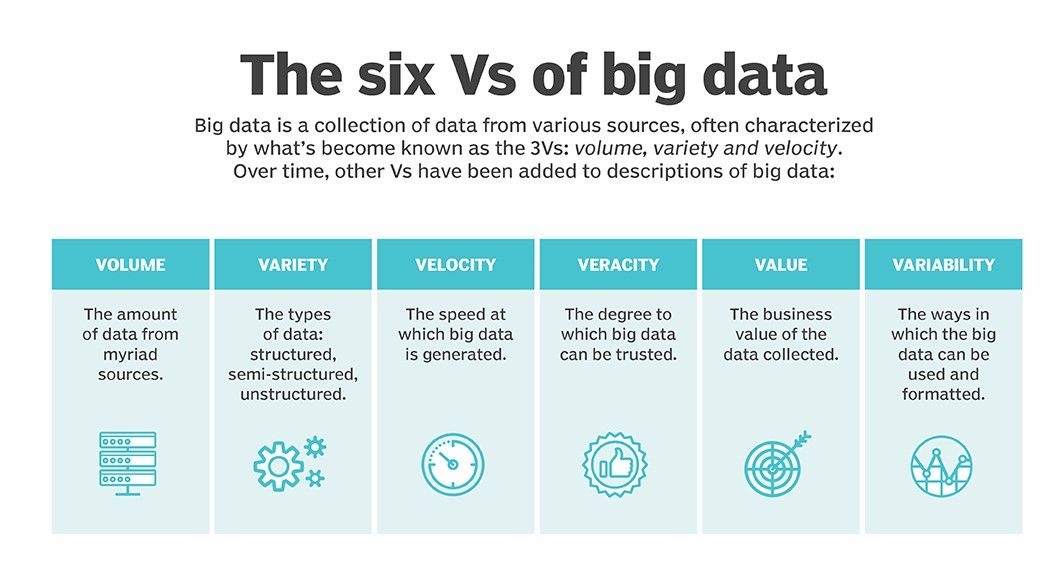 The six Vs of big data
Big data is a collection of data from various sources, often characterized
by what's become known as the 3Vs: volume, variety and velocity.
Over time, other Vs have been added to descriptions of big data:
VOLUME
The amount
of data from
myriad
sources.
VARIETY
The types
of data:
structured,
semi-structured,
unstructured.
VELOCITY
The speed at
which big data
is generated.
VERACITY
The degree to
which big data
can be trusted.
VALUE
The business
value of the
data collected.
VARIABILITY
The ways in
which the big
data can be
used and
formatted.